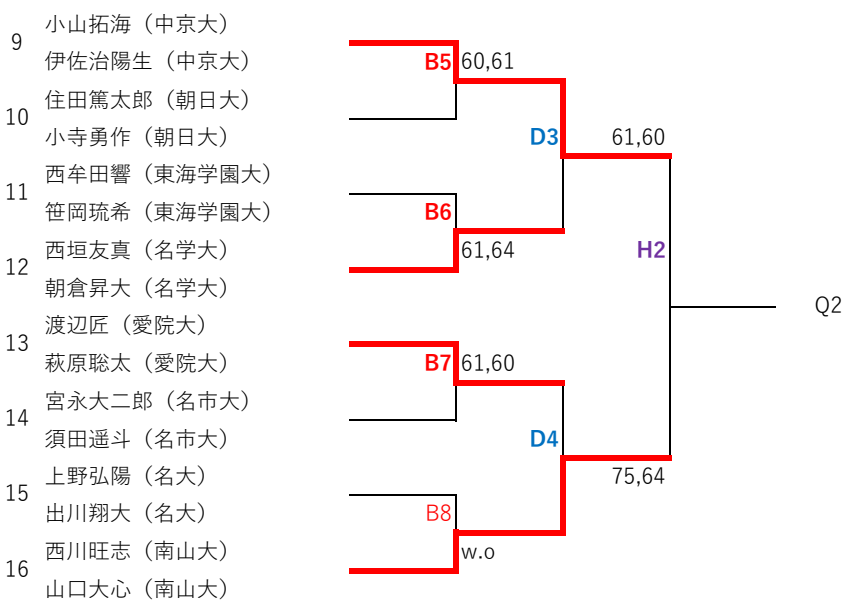 小山拓海（中京大）
9
伊佐治陽生（中京大）
B5 60,61
住田篤太郎（朝日大）
10
小寺勇作（朝日大）
D3 61,60
西牟田響（東海学園大）
11
笹岡琉希（東海学園大）
B6
西垣友真（名学大）
61,64
H2
12
朝倉昇大（名学大）
Q2
渡辺匠（愛院大）
13
萩原聡太（愛院大）
B7 61,60
宮永大二郎（名市大）
14
須田遥斗（名市大）
D4
上野弘陽（名大）
75,64
15
出川翔大（名大）
B8
西川旺志（南山大）
w.o
16
山口大心（南山大）